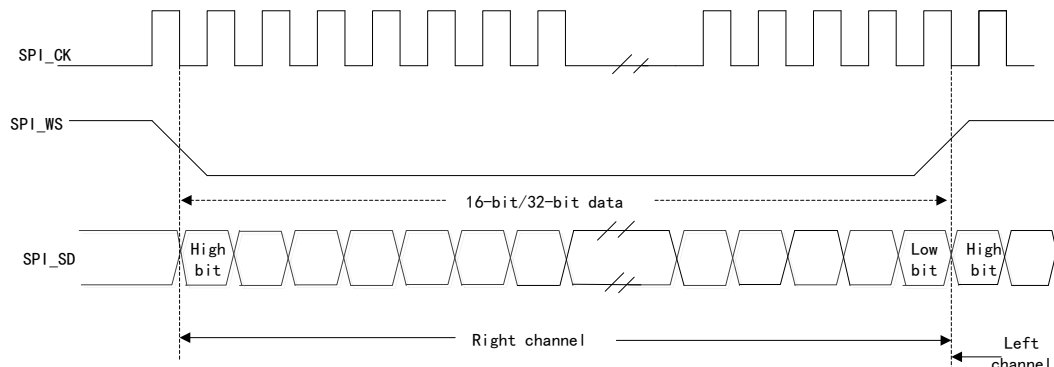 SPI_CK
SPI_WS
16-bit/32-bit data
SPI_SD
High
bit
Low
bit
High
bit
Right channel
Left
channel